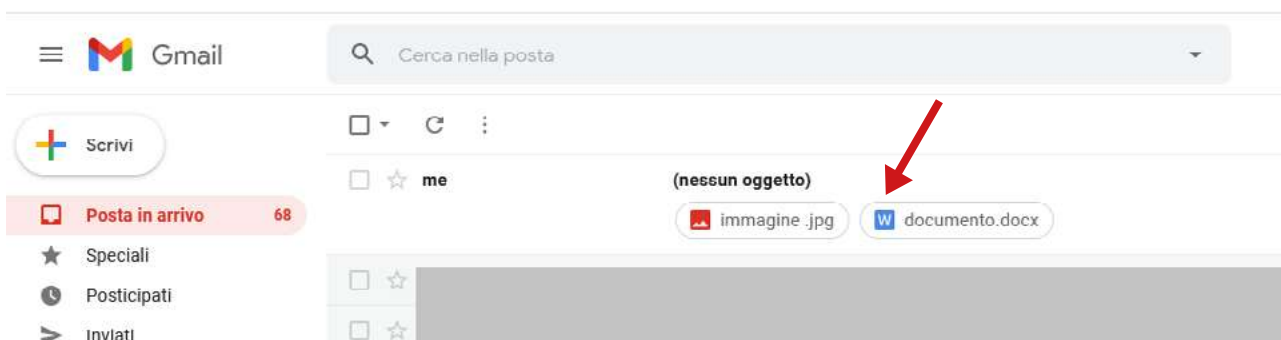 Gmail
Cerca nella posta
Scrivi
me (nessun oggetto)
Posta in arrivo 68
immagine .jpg W documento.docx
Speciali
Posticipati
Inviati